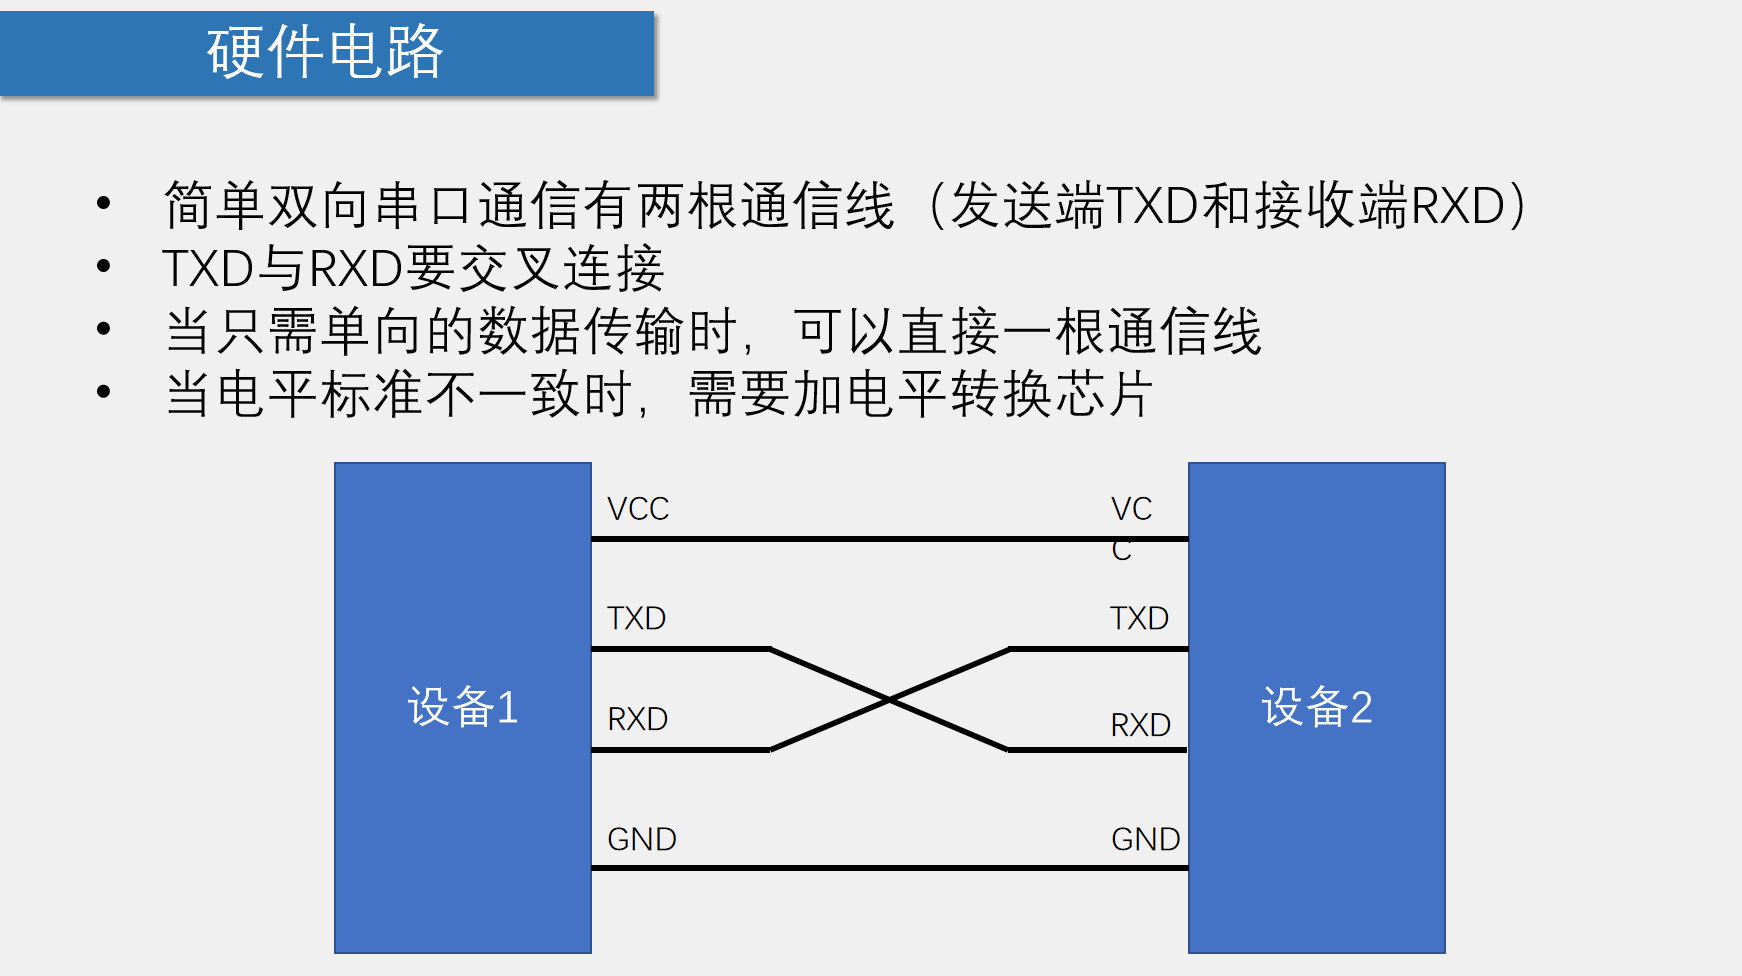 硬件电路
• 简单双向串口通信有两根通信线（发送端TXD和接收端RXD）
• TXD与RXD要交叉连接
• 当只需单向的数据传输时，可以直接一根通信线
• 当电平标准不一致时，需要加电平转换芯片
VCC
VC
C
TXD
TXD
设备1
RXD
RXD
设备2
GND
GND